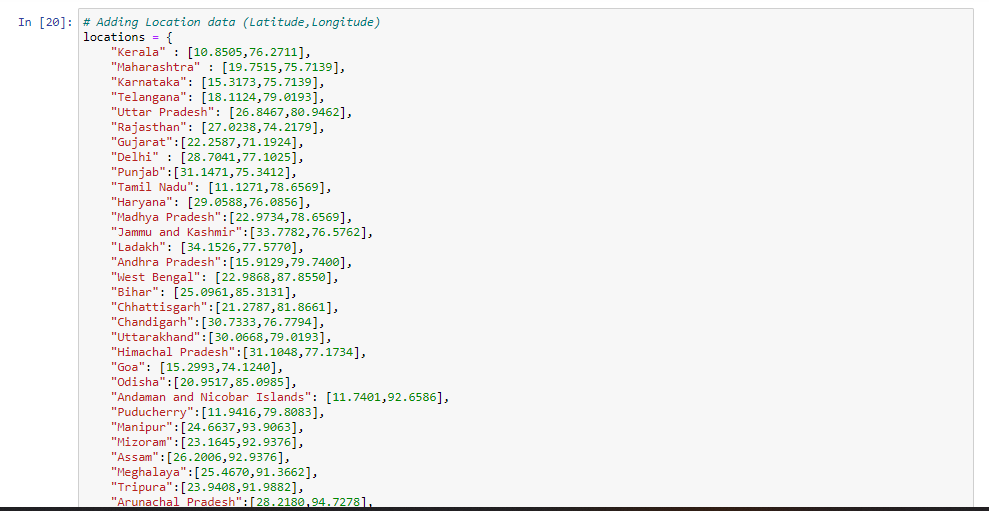 In [20]: # Adding Location data (Latitude,Longitude)
locations = {
    "Kerala" : [10.8505,76.2711],
    "Maharashtra" : [19.7515,75.7139],
    "Karnataka": [15.3173,75.7139],
    "Telangana": [18.1124,79.0193],
    "Uttar Pradesh": [26.8467,80.9462],
    "Rajasthan": [27.0238,74.2179],
    "Gujarat":[22.2587,71.1924],
    "Delhi" : [28.7041,77.1025],
    "Punjab":[31.1471,75.3412],
    "Tamil Nadu": [11.1271,78.6569],
    "Haryana": [29.0588,76.0856],
    "Madhya Pradesh":[22.9734,78.6569],
    "Jammu and Kashmir":[33.7782,76.5762],
    "Ladakh": [34.1526,77.5770],
    "Andhra Pradesh":[15.9129,79.7400],
    "West Bengal": [22.9868,87.8550],
    "Bihar": [25.0961,85.3131],
    "Chhattisgarh":[21.2787,81.8661],
    "Chandigarh":[30.7333,76.7794],
    "Uttarakhand":[30.0668,79.0193],
    "Himachal Pradesh":[31.1048,77.1734],
    "Goa": [15.2993,74.1240],
    "Odisha":[20.9517,85.0985],
    "Andaman and Nicobar Islands": [11.7401,92.6586],
    "Puducherry":[11.9416,79.8083],
    "Manipur":[24.6637,93.9063],
    "Mizoram":[23.1645,92.9376],
    "Assam":[26.2006,92.9376],
    "Meghalaya":[25.4670,91.3662],
    "Tripura":[23.9408,91.9882],
    "Arunachal Pradesh":[28.2180,94.7278],